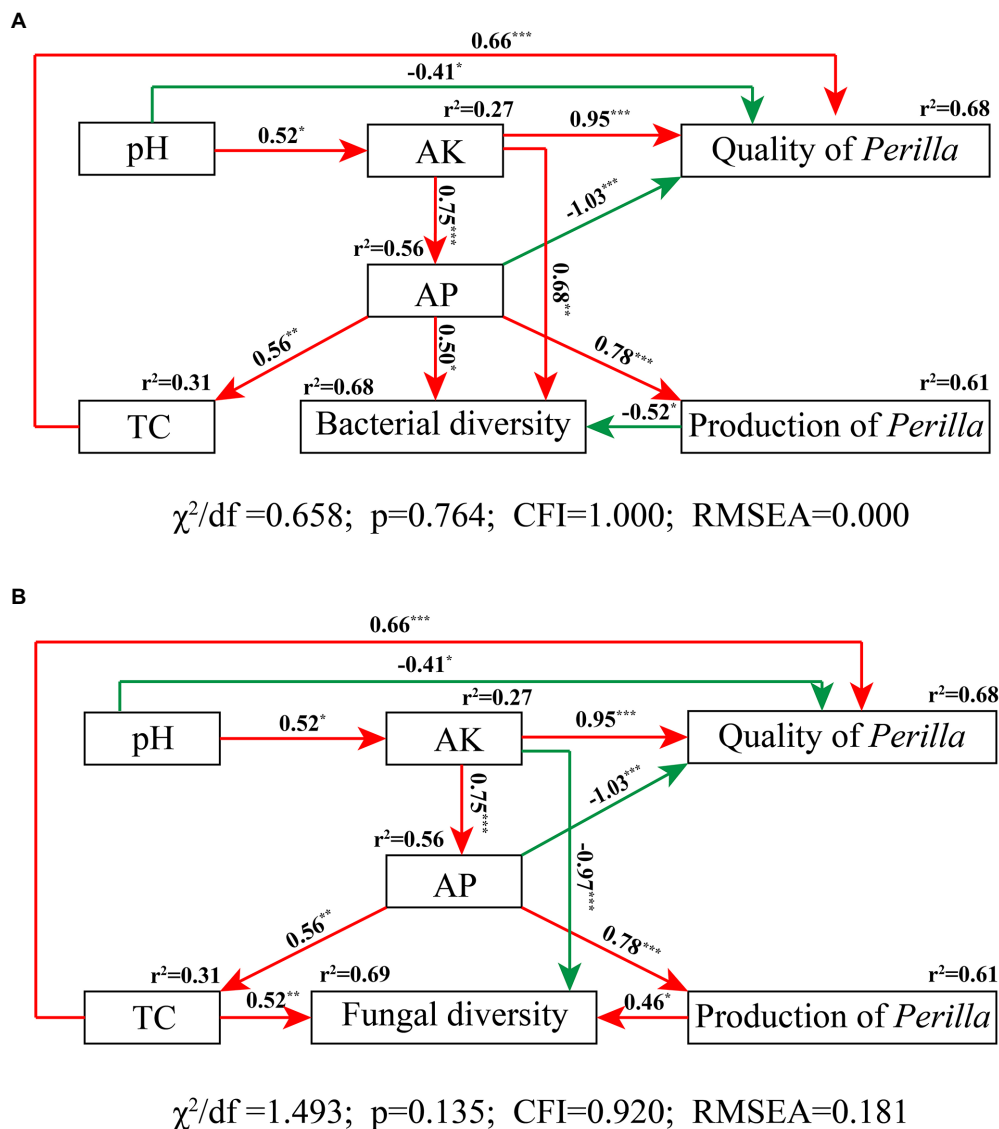 A
0.66***
-0.41*
r²=0.27
r²=0.68
pH
0.52*
AK
0.95***
Quality of Perilla
0.75***
-1.03***
r²=0.56
AP
0.68**
0.56**
0.50*
0.78***
r²=0.31
r²=0.68
r²=0.61
TC
Bacterial diversity
-0.52*
Production of Perilla
χ²/df =0.658; p=0.764; CFI=1.000; RMSEA=0.000
B
0.66***
-0.41*
r²=0.27
r²=0.68
pH
0.52*
AK
0.95***
Quality of Perilla
0.75***
-1.03***
r²=0.56
AP
-0.97***
0.56**
0.78***
r²=0.31
r²=0.69
r²=0.61
TC
0.52**
Fungal diversity
0.46*
Production of Perilla
χ²/df =1.493; p=0.135; CFI=0.920; RMSEA=0.181